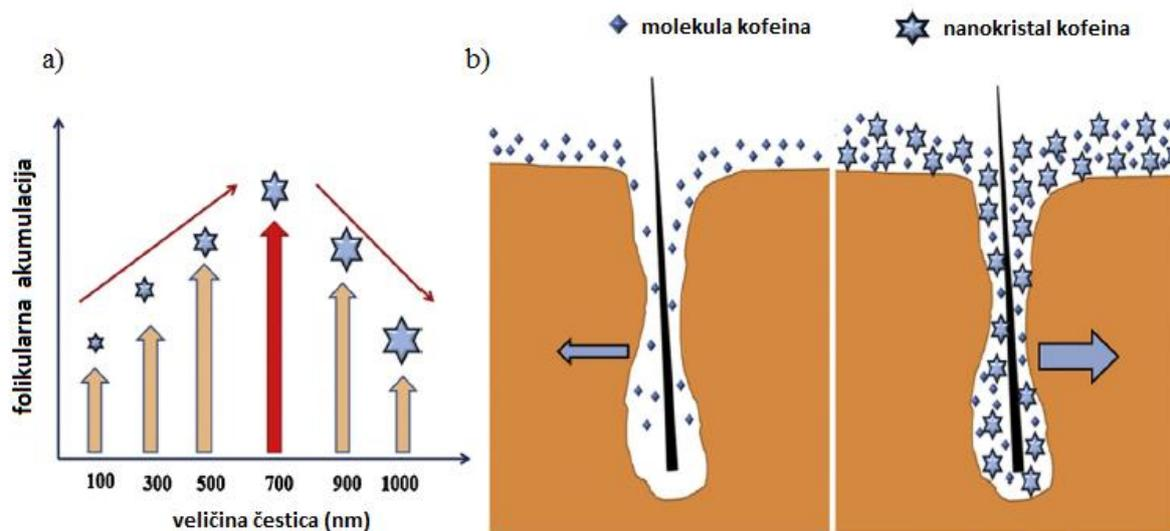 molekula kofeina
nanokristal kofeina
a)
b)
folikularna akumulacija
100 300 500 700 900 1000
veličina čestica (nm)